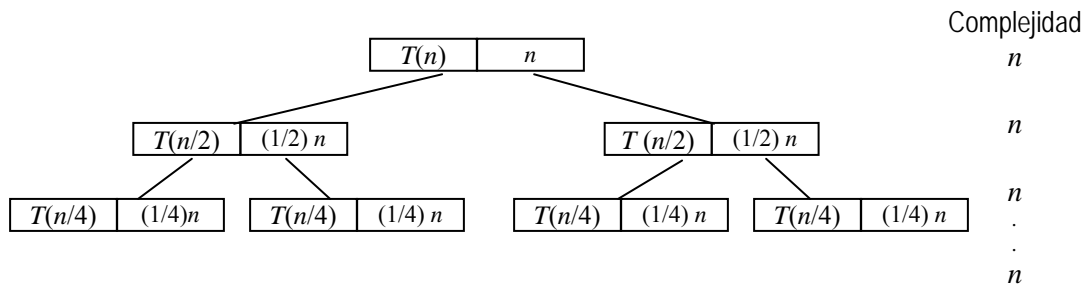 Complejidad
T(n) n n
T(n/2) (1/2) n T (n/2) (1/2) n n
n
T(n/4) (1/4)n T(n/4) (1/4) n T(n/4) (1/4) n T(n/4) (1/4) n
.
.
n